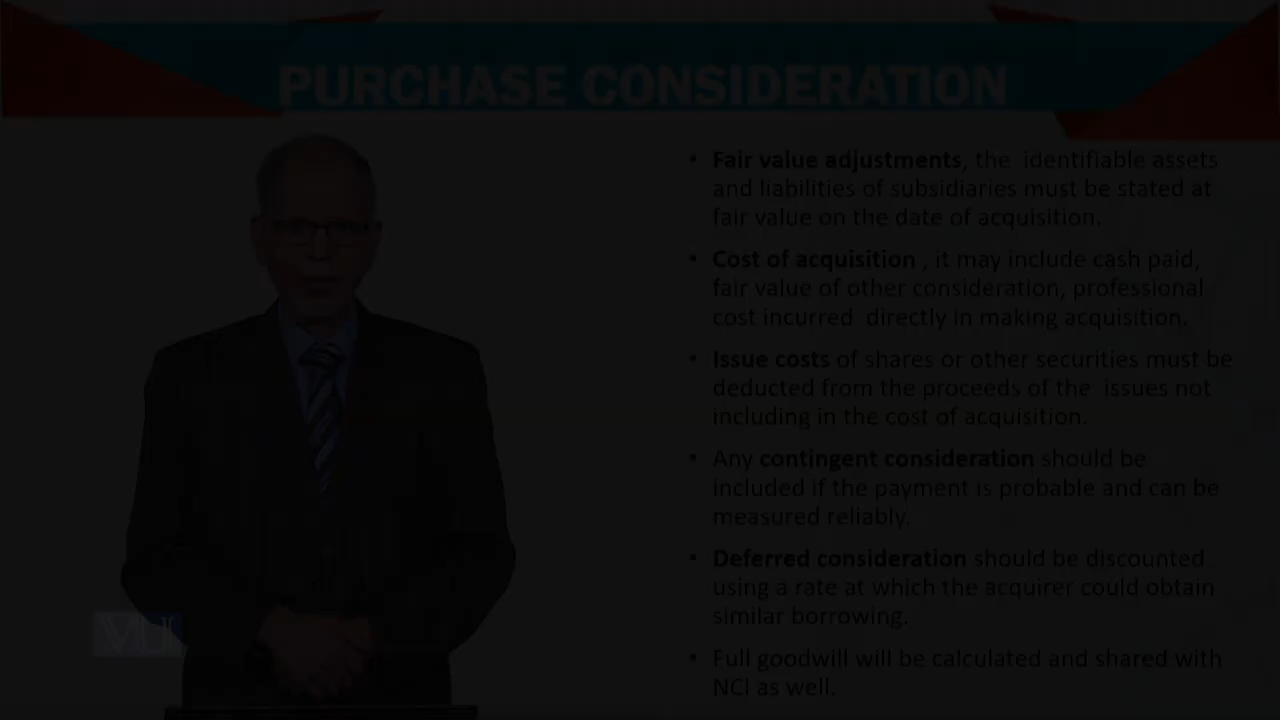 PURCHASE CONSIDERATION
• Fair value adjustments, the identifiable assets
and liabilities of subsidiaries must be stated at
fair value on the date of acquisition.
• Cost of acquisition , it may include cash paid,
fair value of other consideration, professional
cost incurred directly in making acquisition.
• Issue costs of shares or other securities must be
deducted from the proceeds of the issues not
including in the cost of acquisition.
• Any contingent consideration should be
included if the payment is probable and can be
measured reliably.
• Deferred consideration should be discounted
using a rate at which the acquirer could obtain
similar borrowing.
• Full goodwill will be calculated and shared with
NCI as well.
VU